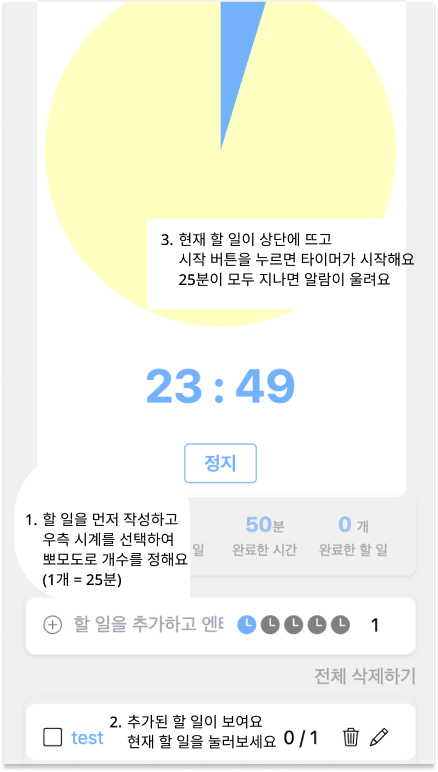 3. 현재 할 일이 상단에 뜨고
시작 버튼을 누르면 타이머가 시작해요
25분이 모두 지나면 알람이 울려요
23 : 49
정지
1. 할 일을 먼저 작성하고
우측 시계를 선택하여
뽀모도로 개수를 정해요
(1개 = 25분)
일
50분
완료한 시간
0 개
완료한 할 일
할 일을 추가하고
1
전체 삭제하기
test
2. 추가된 할 일이 보여요
현재 할 일을 눌러보세요
0 / 1